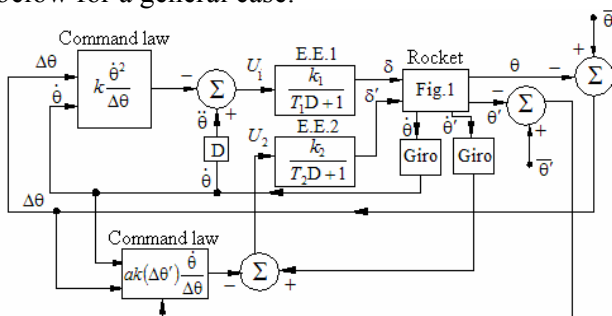 below for a general case.
Command law
Δθ
θ̇
k θ̇²/Δθ
−
Σ
+
θ̈
D
θ̇
U₁
E.E.1
k₁/(T₁D+1)
δ
U₂
E.E.2
k₂/(T₂D+1)
δ′
Rocket
Fig.1
θ
−
+
θ̄
Σ
−
θ′
Σ
+
θ̄′
θ̇
θ̇′
Giro
Giro
Δθ
Command law
ak(Δθ′) θ̇/Δθ
−
Σ
+